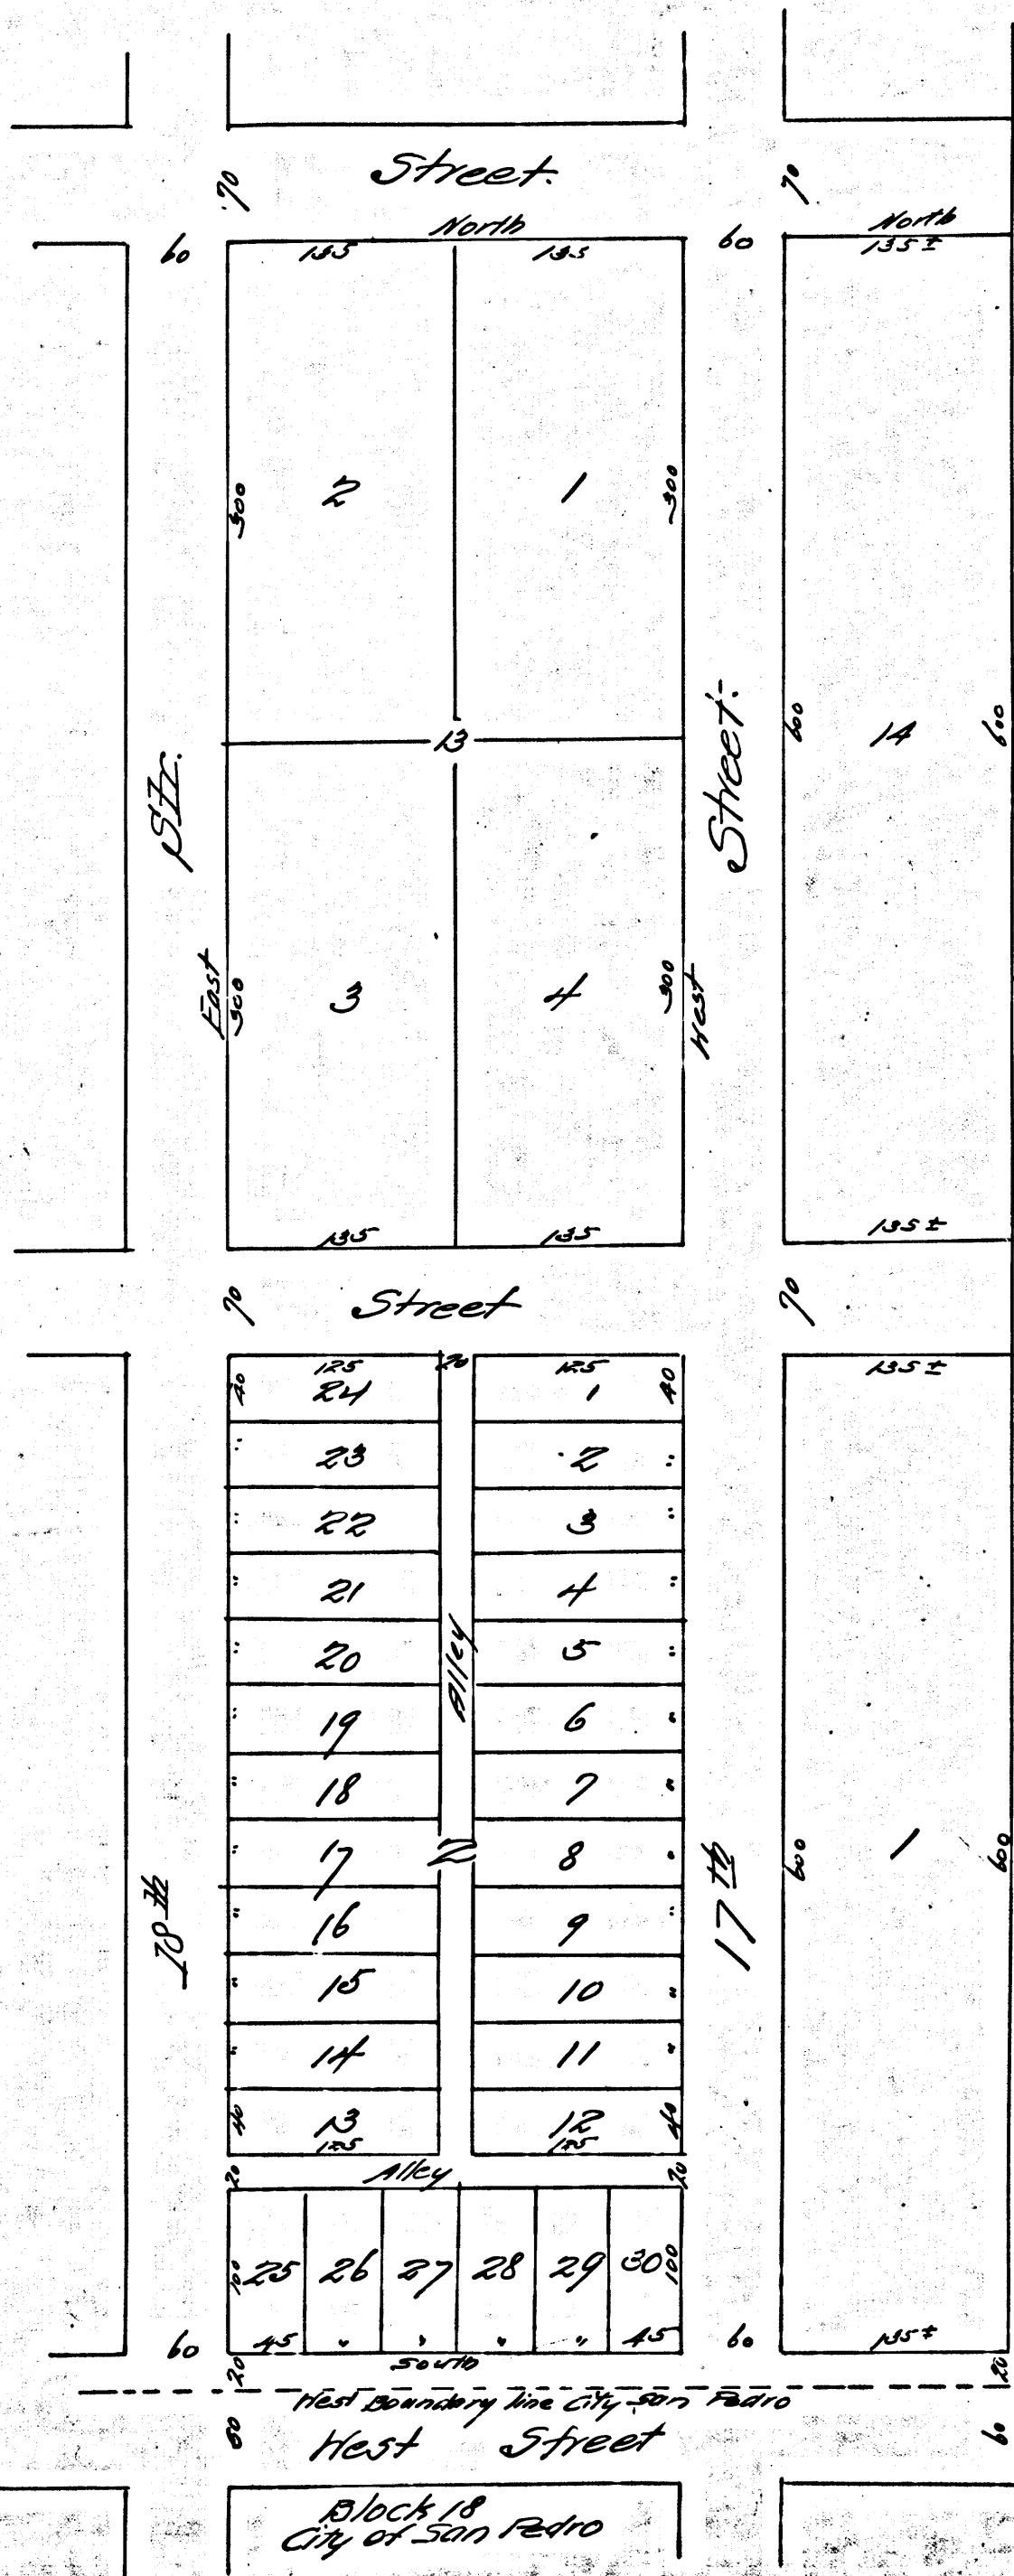 Street.
70
70
North
North
60
135
135
60
135±
300
2
1
300
600
14
600
13
Str.
Street.
East
300
3
4
300
West
135
135
135±
70
Street
70
40
125
20
125
40
135±
24
1
" 23 2 "
" 22 3 "
" 21 4 "
" 20 5 "
Alley
" 19 6 "
" 18 7 "
" 17 2 8 "
600
1
600
18th
17th
" 16 9 "
" 15 10 "
" 14 11 "
40 13 12 40
125
125
20
Alley
20
100 25 26 27 28 29 30 100
60
45 " " " " 45
60
135±
South
20
20
West Boundary line City San Pedro
60
West Street
60
Block 18
City of San Pedro